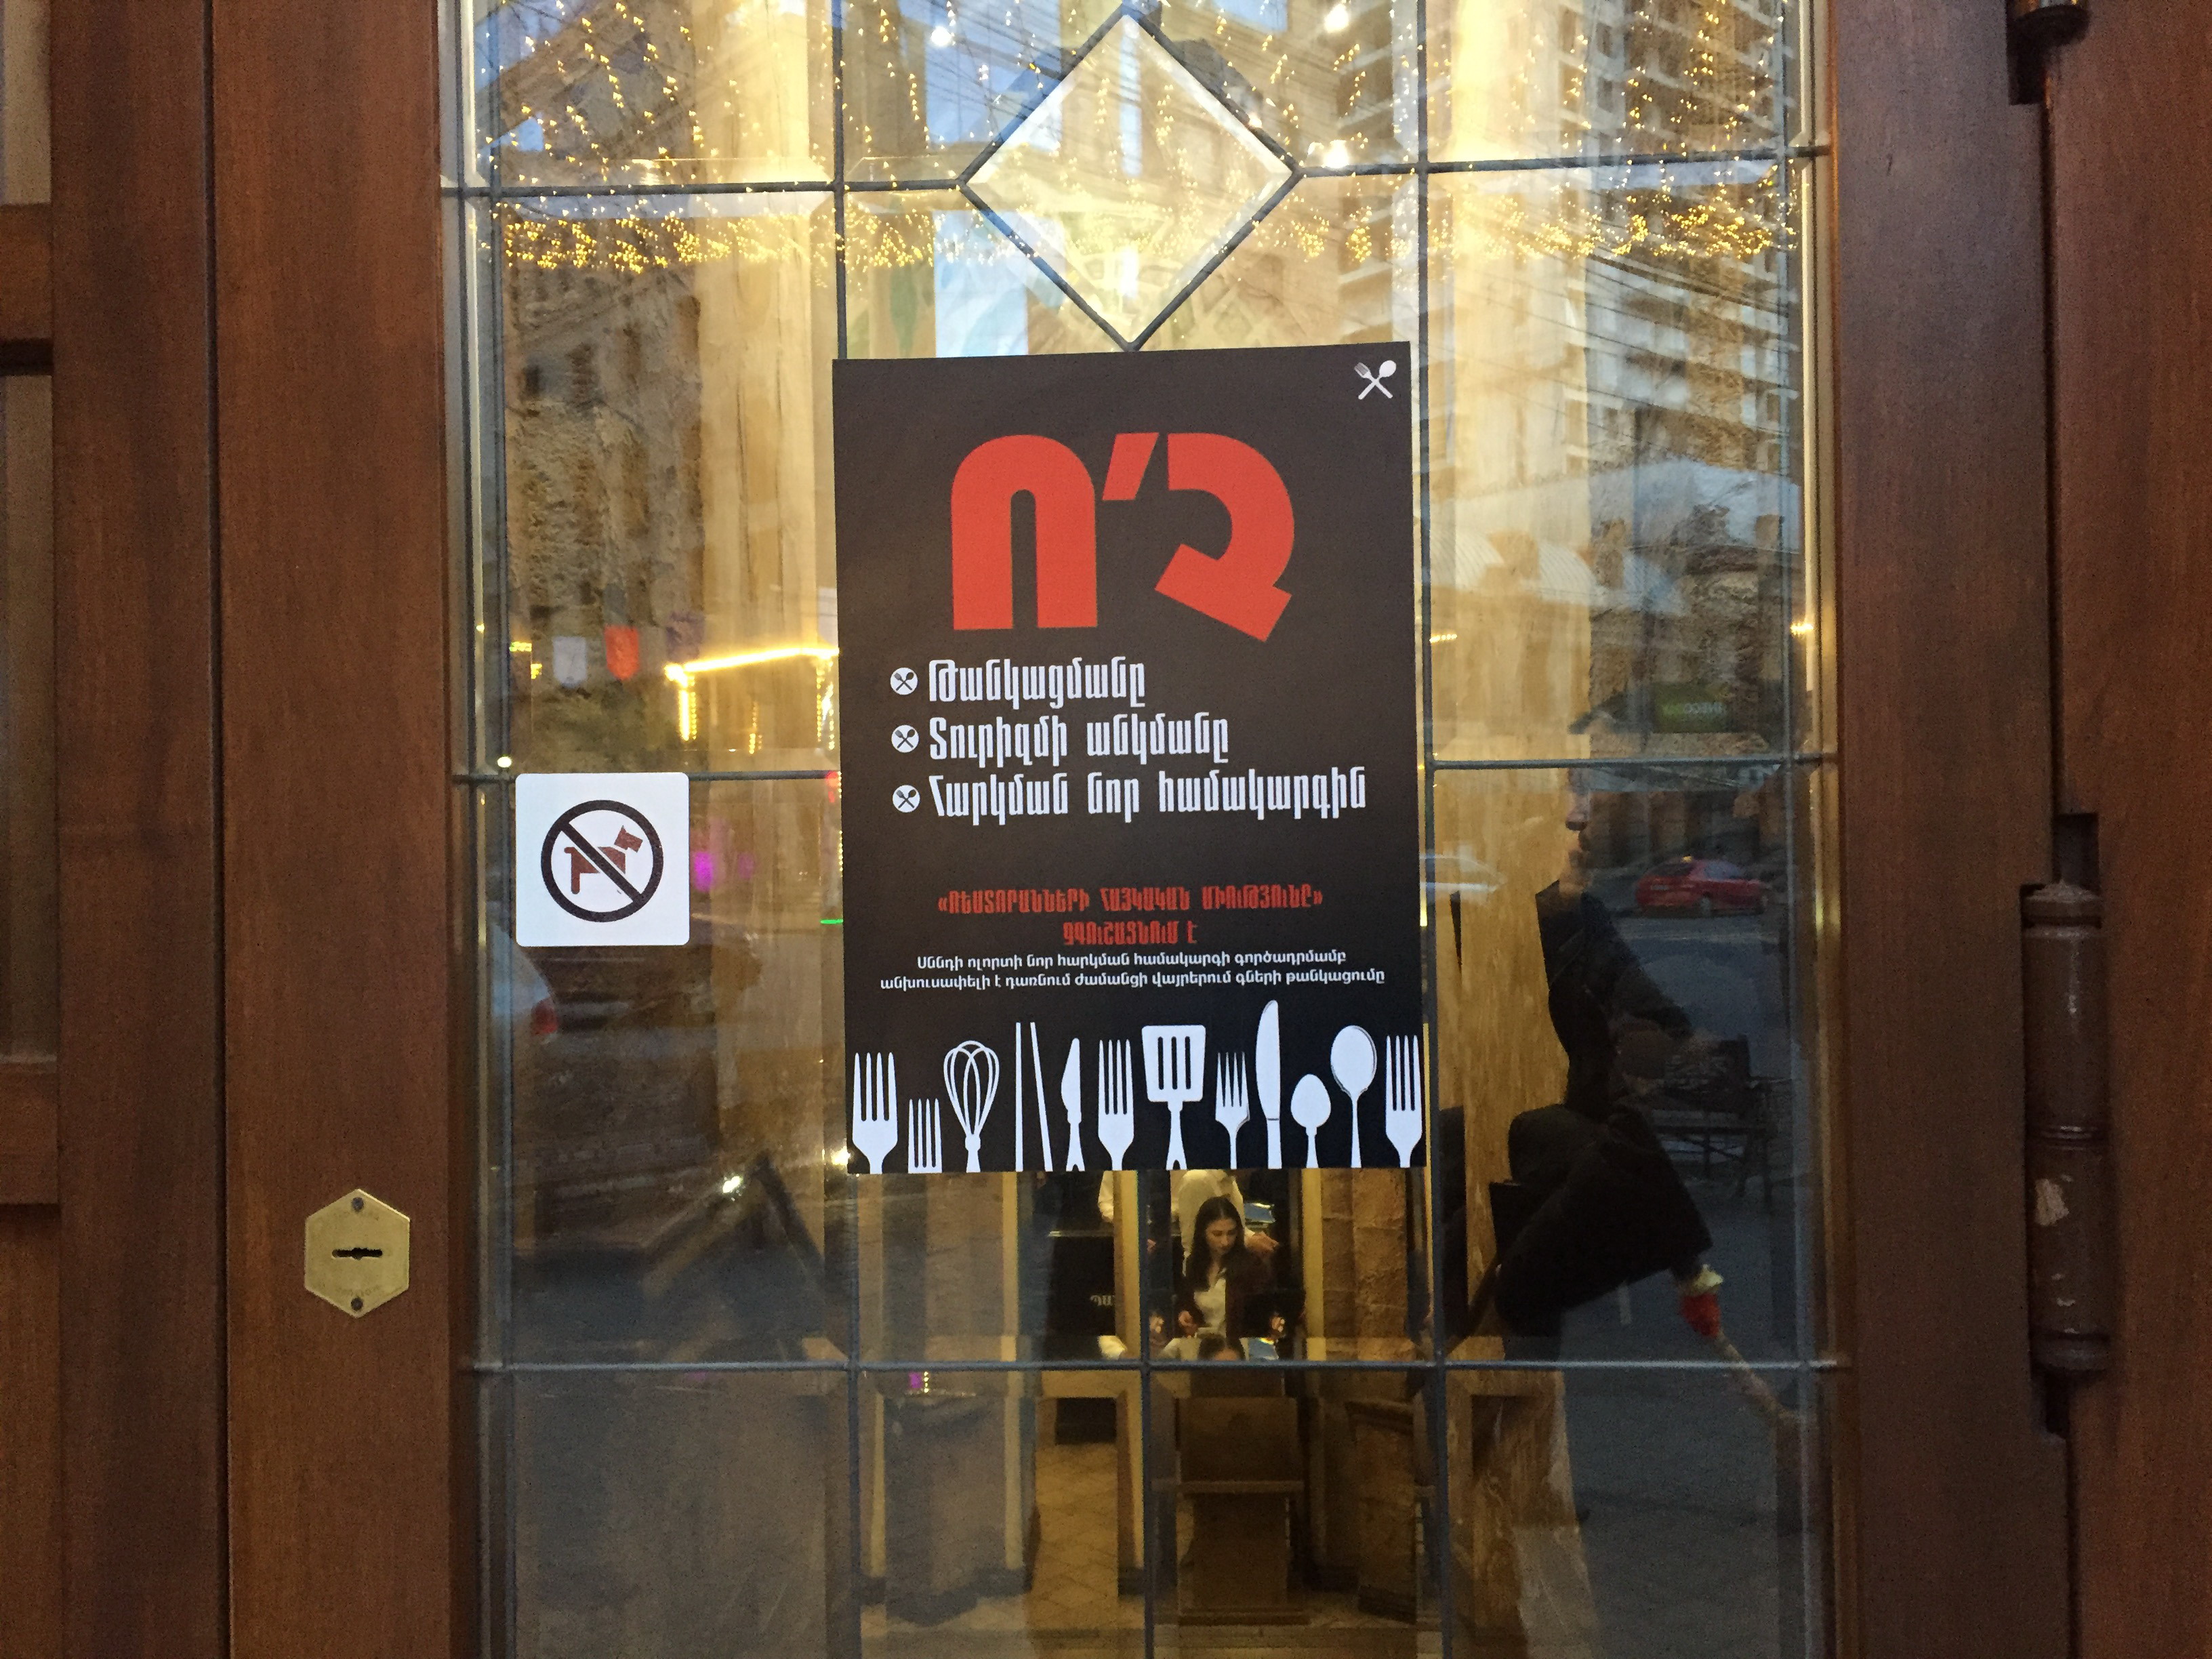 Ո՛Չ
Թանկացմանը
Տուրիզմի անկմանը
Հարկման նոր համակարգին
«ՌԵՍՏՈՐԱՆՆԵՐԻ ՀԱՅԿԱԿԱՆ ՄԻՈւԹՅՈւՆԸ»
ԶԳՈւՇԱՑՆՈւՄ Է
Սննդի ոլորտի նոր հարկման համակարգի գործադրմամբ
անխուսափելի է դառնում ժամանցի վայրերում գների թանկացումը